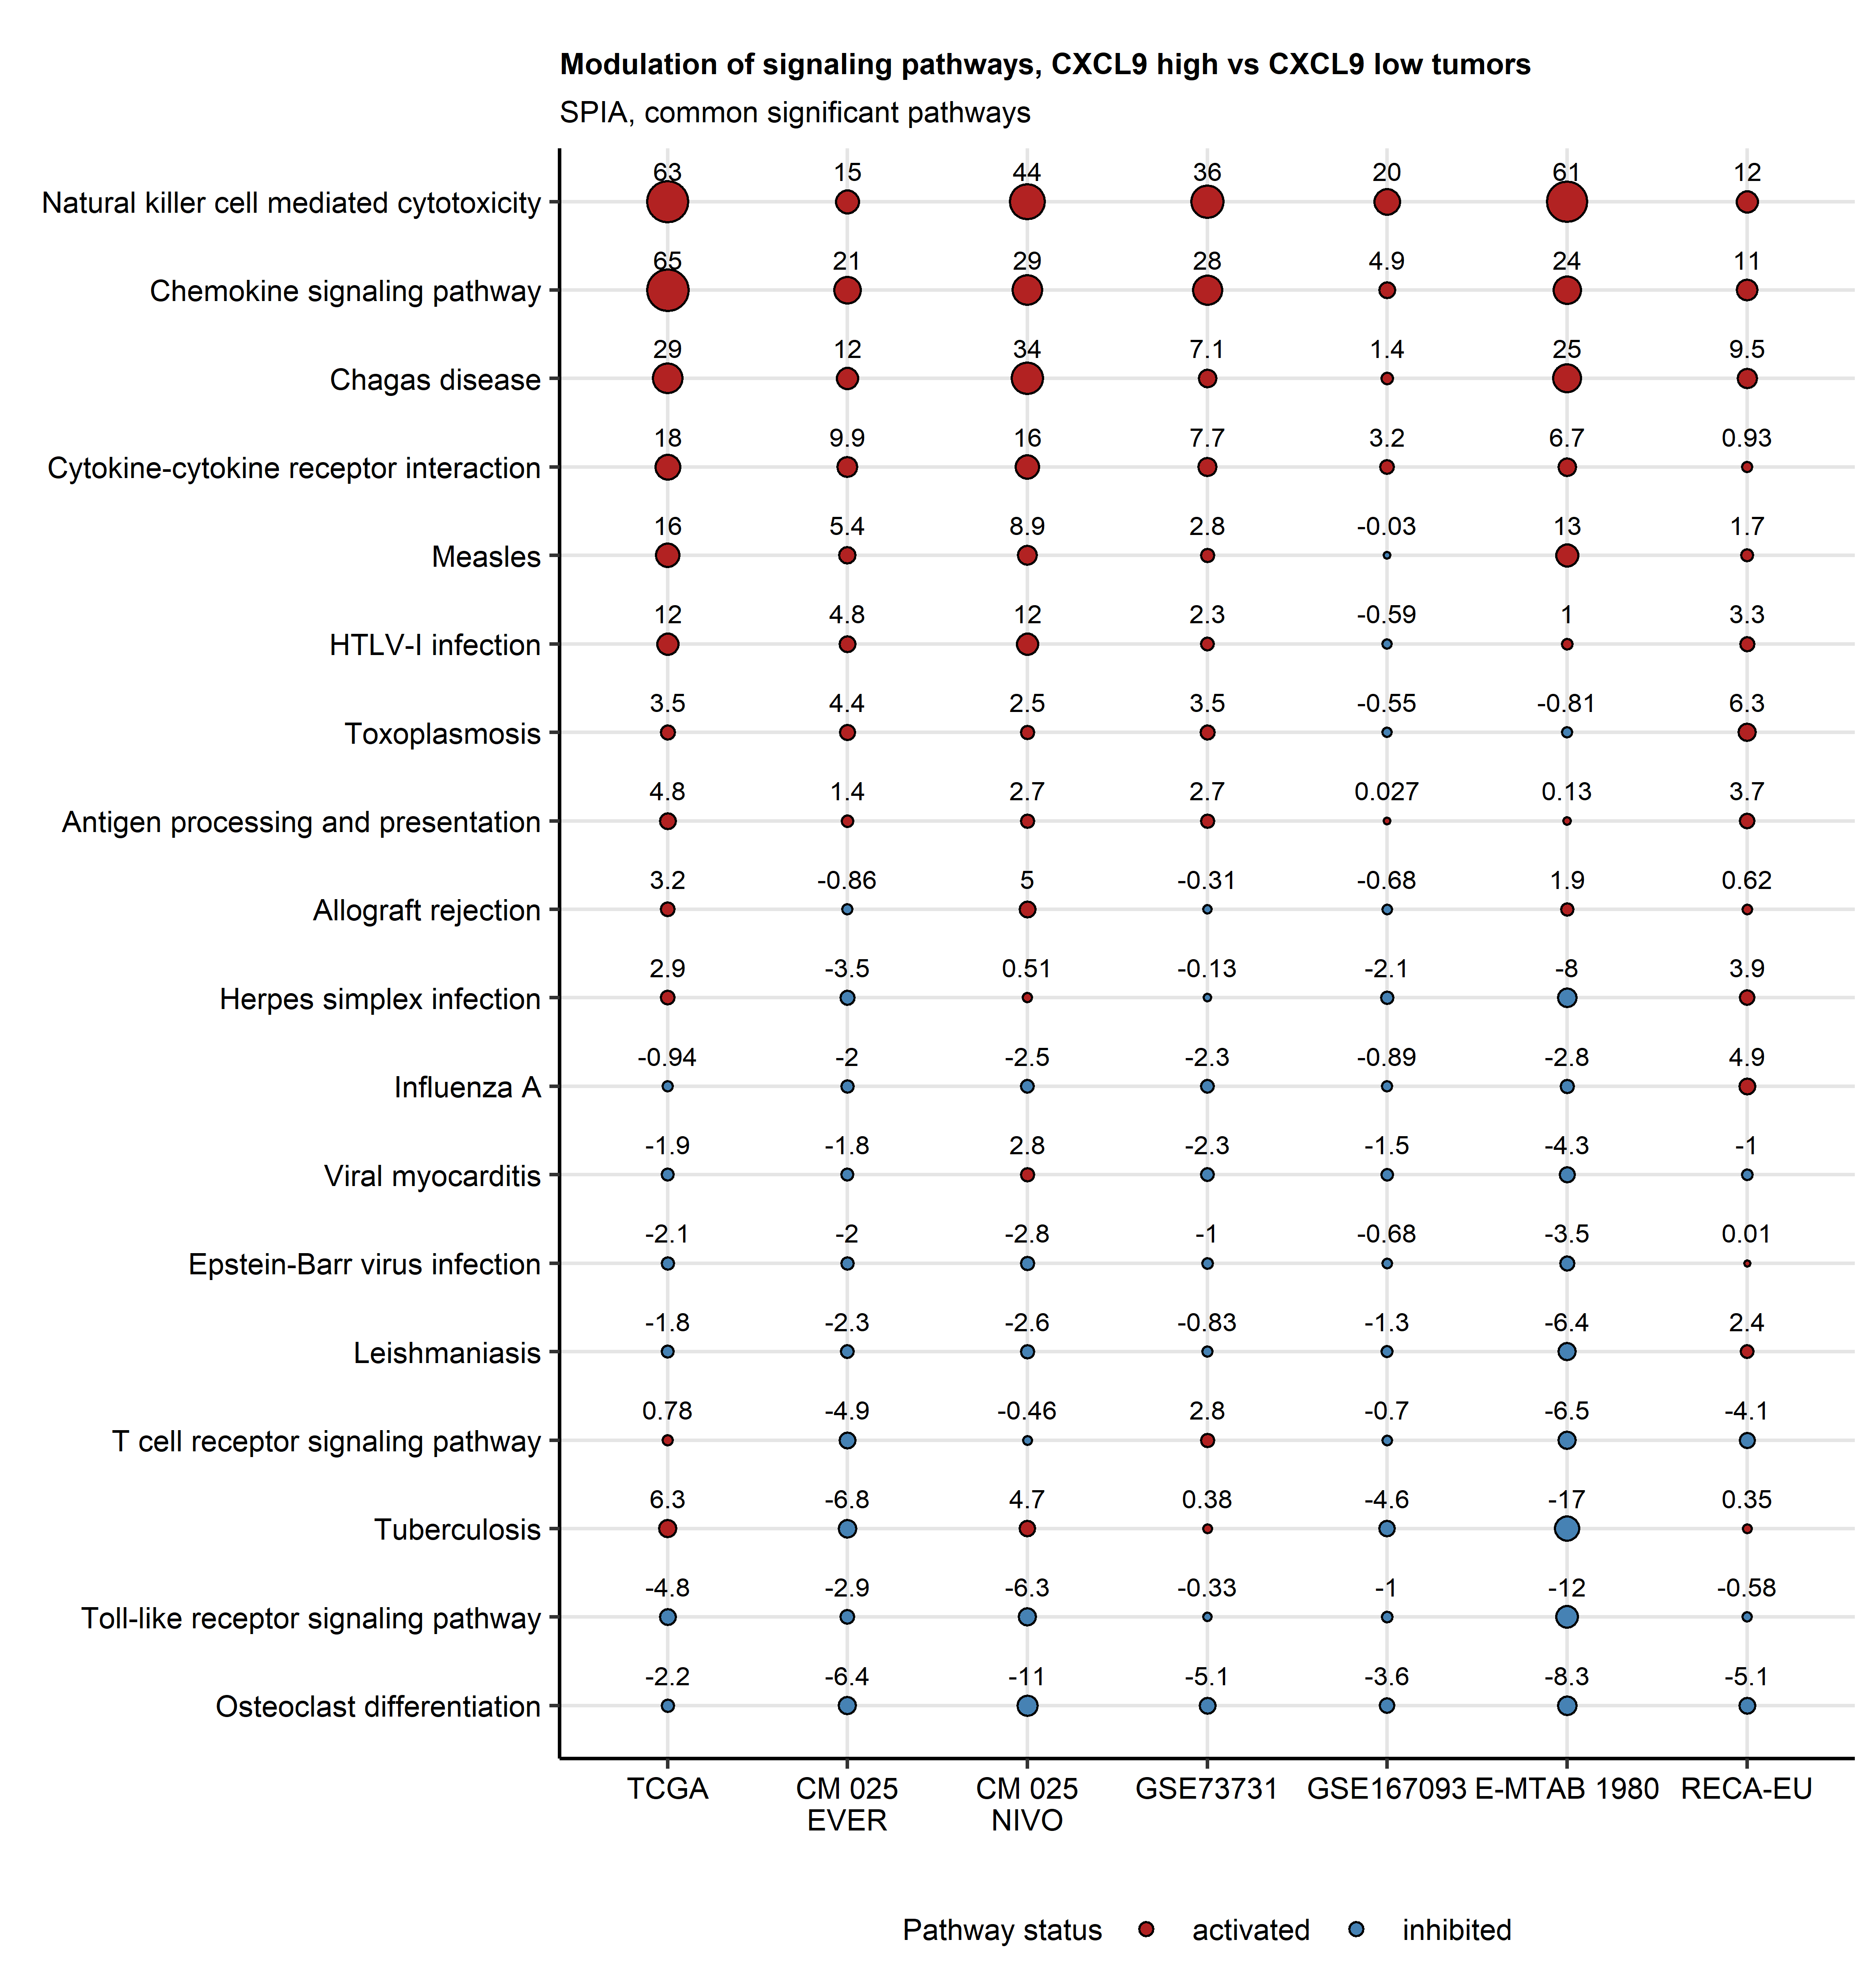 Modulation of signaling pathways, CXCL9 high vs CXCL9 low tumors
SPIA, common significant pathways
63 15 44 36 20 61 12
Natural killer cell mediated cytotoxicity
65 21 29 28 4.9 24 11
Chemokine signaling pathway
29 12 34 7.1 1.4 25 9.5
Chagas disease
18 9.9 16 7.7 3.2 6.7 0.93
Cytokine-cytokine receptor interaction
16 5.4 8.9 2.8 -0.03 13 1.7
Measles
12 4.8 12 2.3 -0.59 1 3.3
HTLV-I infection
3.5 4.4 2.5 3.5 -0.55 -0.81 6.3
Toxoplasmosis
4.8 1.4 2.7 2.7 0.027 0.13 3.7
Antigen processing and presentation
3.2 -0.86 5 -0.31 -0.68 1.9 0.62
Allograft rejection
2.9 -3.5 0.51 -0.13 -2.1 -8 3.9
Herpes simplex infection
-0.94 -2 -2.5 -2.3 -0.89 -2.8 4.9
Influenza A
-1.9 -1.8 2.8 -2.3 -1.5 -4.3 -1
Viral myocarditis
-2.1 -2 -2.8 -1 -0.68 -3.5 0.01
Epstein-Barr virus infection
-1.8 -2.3 -2.6 -0.83 -1.3 -6.4 2.4
Leishmaniasis
0.78 -4.9 -0.46 2.8 -0.7 -6.5 -4.1
T cell receptor signaling pathway
6.3 -6.8 4.7 0.38 -4.6 -17 0.35
Tuberculosis
-4.8 -2.9 -6.3 -0.33 -1 -12 -0.58
Toll-like receptor signaling pathway
-2.2 -6.4 -11 -5.1 -3.6 -8.3 -5.1
Osteoclast differentiation
TCGA CM 025 CM 025 GSE73731 GSE167093 E-MTAB 1980 RECA-EU
EVER NIVO
Pathway status activated inhibited